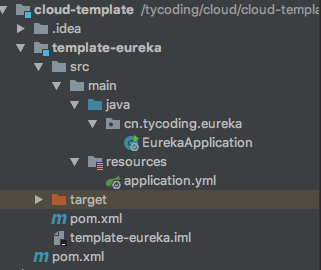 cloud-template /tycoding/cloud/cloud-templa
.idea
template-eureka
src
main
java
cn.tycoding.eureka
EurekaApplication
resources
application.yml
target
pom.xml
template-eureka.iml
pom.xml